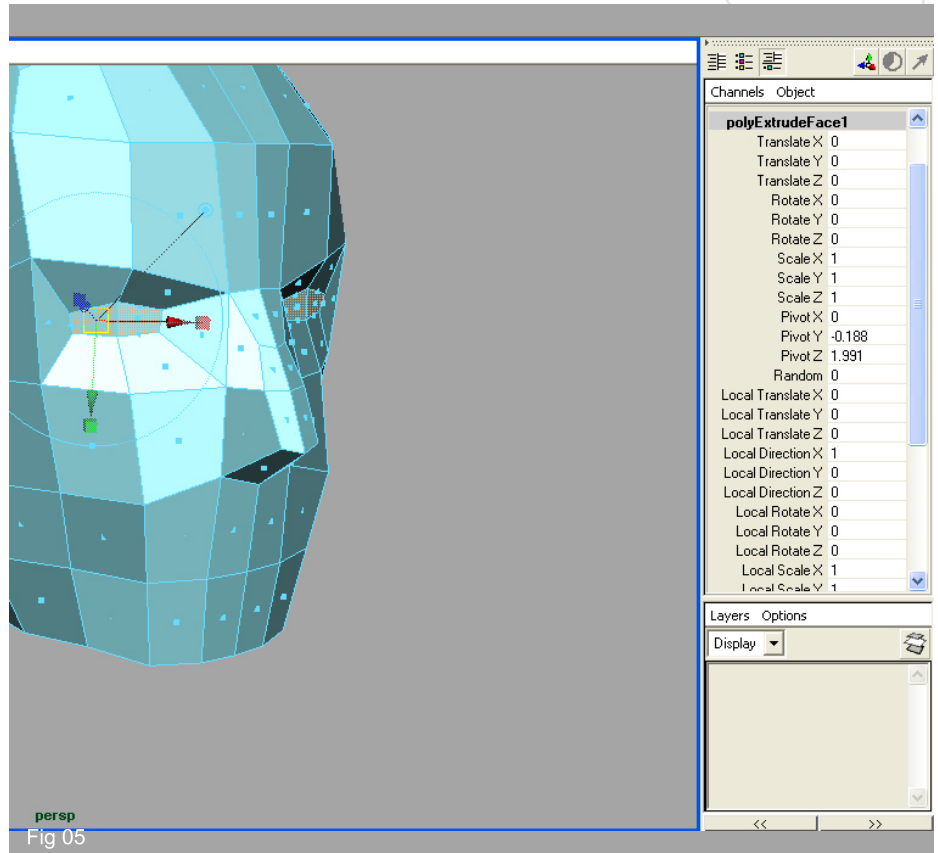 Channels Object
polyExtrudeFace1
Translate X 0
Translate Y 0
Translate Z 0
Rotate X 0
Rotate Y 0
Rotate Z 0
Scale X 1
Scale Y 1
Scale Z 1
Pivot X 0
Pivot Y -0.188
Pivot Z 1.991
Random 0
Local Translate X 0
Local Translate Y 0
Local Translate Z 0
Local Direction X 1
Local Direction Y 0
Local Direction Z 0
Local Rotate X 0
Local Rotate Y 0
Local Rotate Z 0
Local Scale X 1
Local Scale Y 1
Layers Options
Display
<< >>
persp
Fig 05